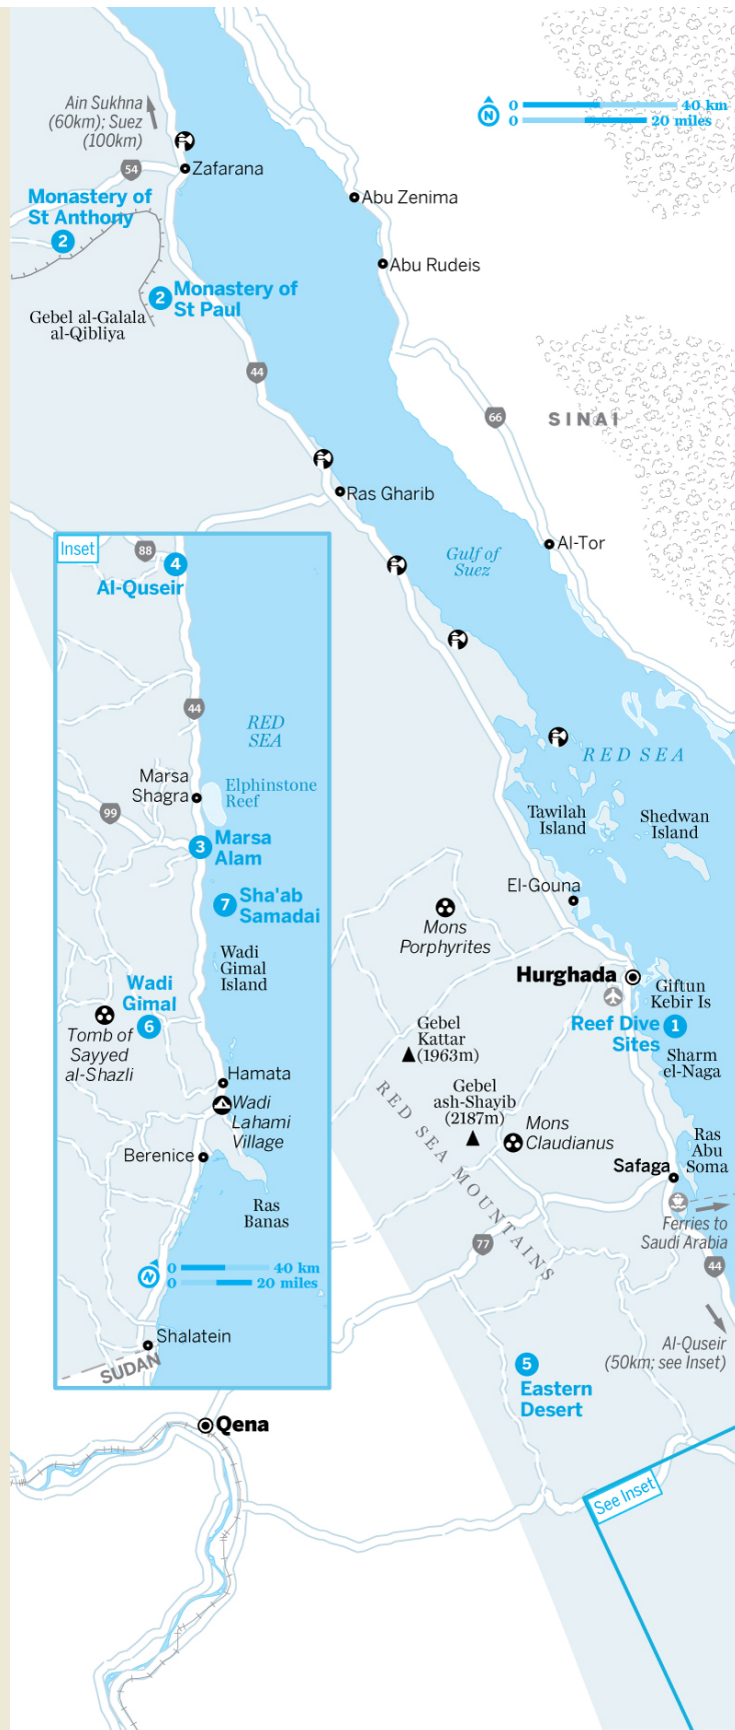 Ain Sukhna
(60km); Suez
(100km)
0 40 km
N
0 20 miles
54
Zafarana
Monastery of
St Anthony
2
Abu Zenima
Abu Rudeis
2
Monastery of
St Paul
Gebel al-Galala
al-Qibliya
44
66
SINAI
Ras Gharib
Al-Tor
Gulf of
Suez
RED SEA
Tawilah
Island
Shedwan
Island
El-Gouna
Mons
Porphyrites
Hurghada
Giftun
Kebir Is
Reef Dive
Sites
1
Gebel
Kattar
(1963m)
Sharm
el-Naga
Gebel
ash-Shayib
(2187m)
Mons
Claudianus
RED SEA MOUNTAINS
Ras
Abu
Soma
Safaga
Ferries to
Saudi Arabia
77
44
Al-Quseir
(50km; see Inset)
5
Eastern
Desert
Qena
See Inset
Inset
88
4
Al-Quseir
44
RED
SEA
Marsa
Shagra
Elphinstone
Reef
99
3
Marsa
Alam
7
Sha'ab
Samadai
Wadi
Gimal
Island
Wadi
Gimal
6
Tomb of
Sayyed
al-Shazli
Hamata
Wadi
Lahami
Village
Berenice
Ras
Banas
0 40 km
N
0 20 miles
Shalatein
SUDAN